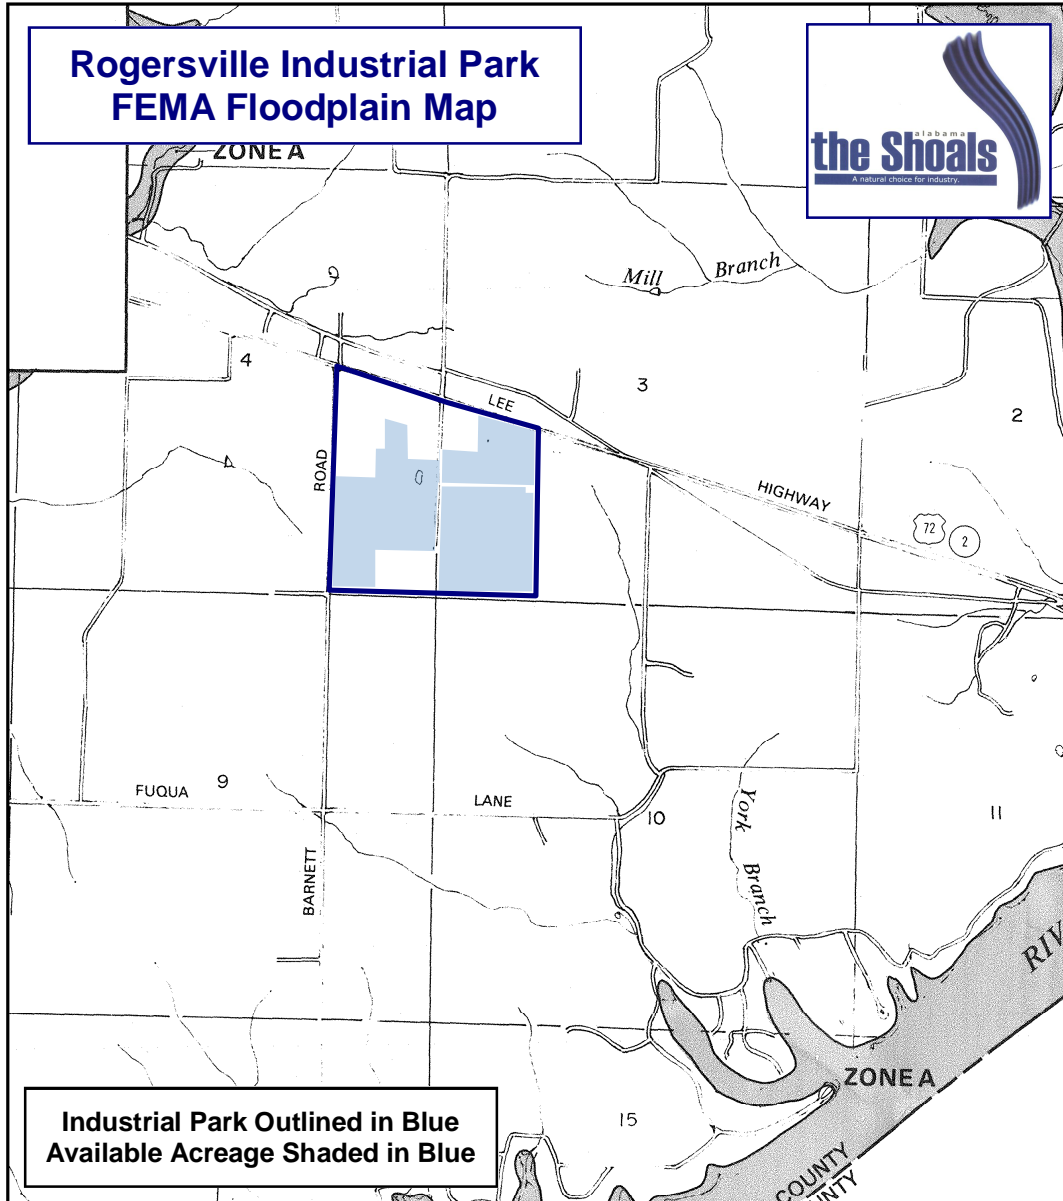 Rogersville Industrial Park
FEMA Floodplain Map
alabama
the Shoals
A natural choice for industry.
ZONE A
Mill Branch
4
3
2
LEE
HIGHWAY
ROAD
72
2
FUQUA
9
LANE
10
11
York Branch
BARNETT
RIV
ZONE A
15
COUNTY
UNTY
Industrial Park Outlined in Blue
Available Acreage Shaded in Blue